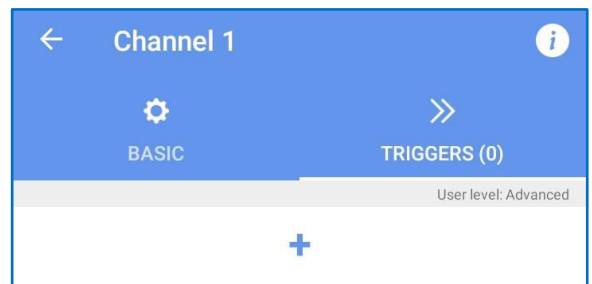 Channel 1
i
BASIC
TRIGGERS (0)
User level: Advanced